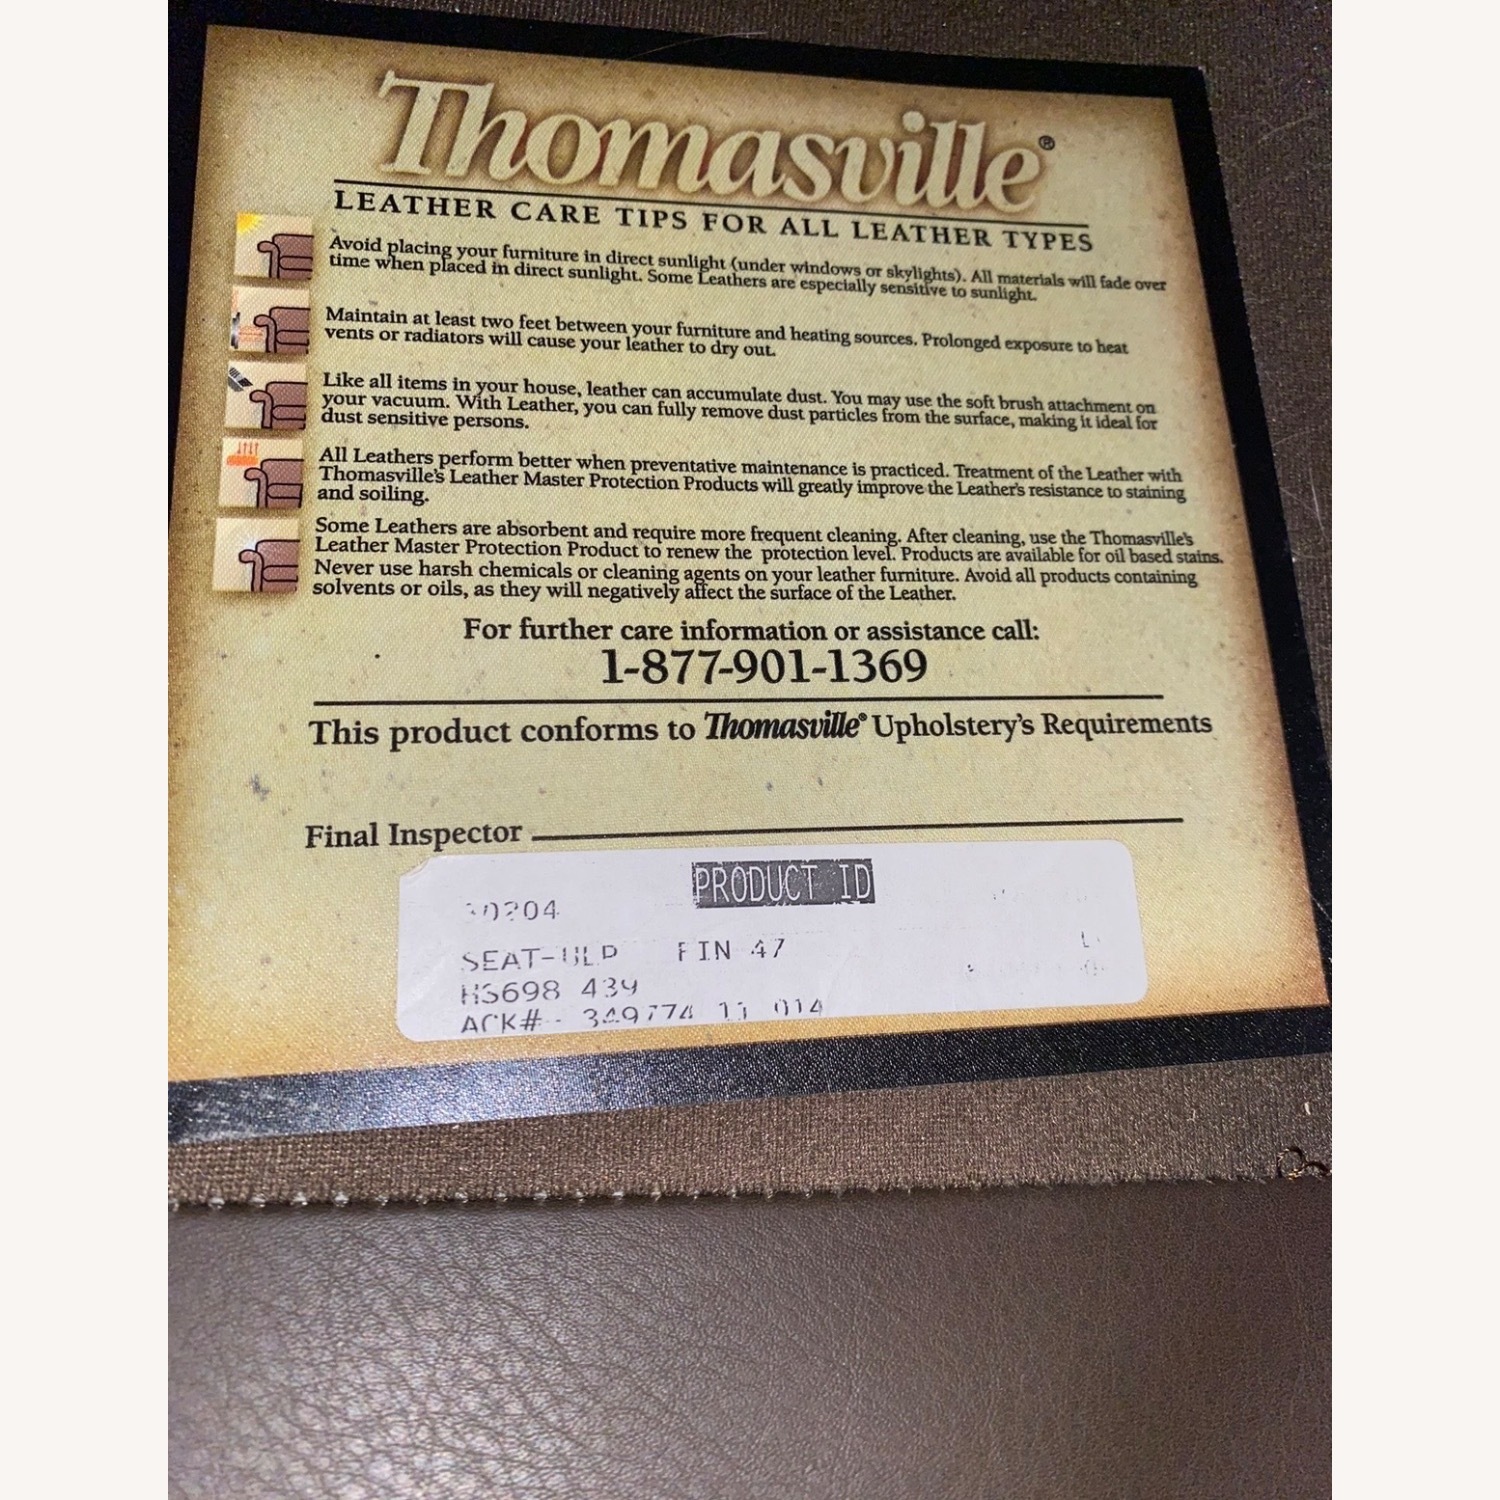 Thomasville®
LEATHER CARE TIPS FOR ALL LEATHER TYPES
Avoid placing your furniture in direct sunlight (under windows or skylights). All materials will fade over
time when placed in direct sunlight. Some Leathers are especially sensitive to sunlight.
Maintain at least two feet between your furniture and heating sources. Prolonged exposure to heat
vents or radiators will cause your leather to dry out.
Like all items in your house, leather can accumulate dust. You may use the soft brush attachment on
your vacuum. With Leather, you can fully remove dust particles from the surface, making it ideal for
dust sensitive persons.
All Leathers perform better when preventative maintenance is practiced. Treatment of the Leather with
Thomasville's Leather Master Protection Products will greatly improve the Leather's resistance to staining
and soiling.
Some Leathers are absorbent and require more frequent cleaning. After cleaning, use the Thomasville's
Leather Master Protection Product to renew the protection level. Products are available for oil based stains.
Never use harsh chemicals or cleaning agents on your leather furniture. Avoid all products containing
solvents or oils, as they will negatively affect the surface of the Leather.
For further care information or assistance call:
1-877-901-1369
This product conforms to Thomasville® Upholstery's Requirements
Final Inspector
PRODUCT ID
FIN 47
HS698 439
ACK#